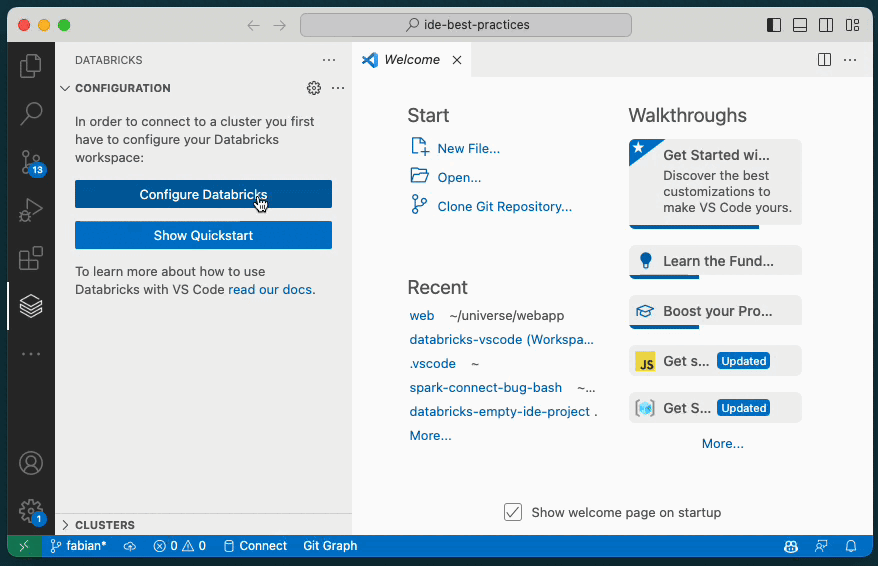 ide-best-practices
DATABRICKS
CONFIGURATION
In order to connect to a cluster you first
have to configure your Databricks
workspace:
Configure Databricks
Show Quickstart
To learn more about how to use
Databricks with VS Code read our docs.
CLUSTERS
13
1
Welcome
Start
New File...
Open...
Clone Git Repository...
Recent
web ~/universe/webapp
databricks-vscode (Workspa...
.vscode ~
spark-connect-bug-bash ~...
databricks-empty-ide-project .
More...
Walkthroughs
Get Started wi...
Discover the best
customizations to
make VS Code yours.
Learn the Fund...
Boost your Pro...
JS Get s... Updated
Get S... Updated
More...
Show welcome page on startup
fabian* 0 0 Connect Git Graph